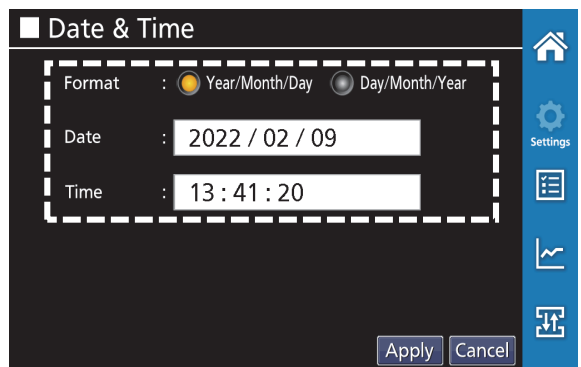 Date & Time
Format : Year/Month/Day Day/Month/Year
Date : 2022 / 02 / 09
Time : 13 : 41 : 20
Settings
Apply Cancel